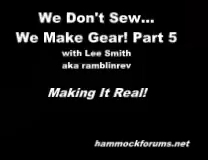 We Don't Sew...
We Make Gear! Part 5
with Lee Smith
aka ramblinrev
Making It Real!
hammockforums.net